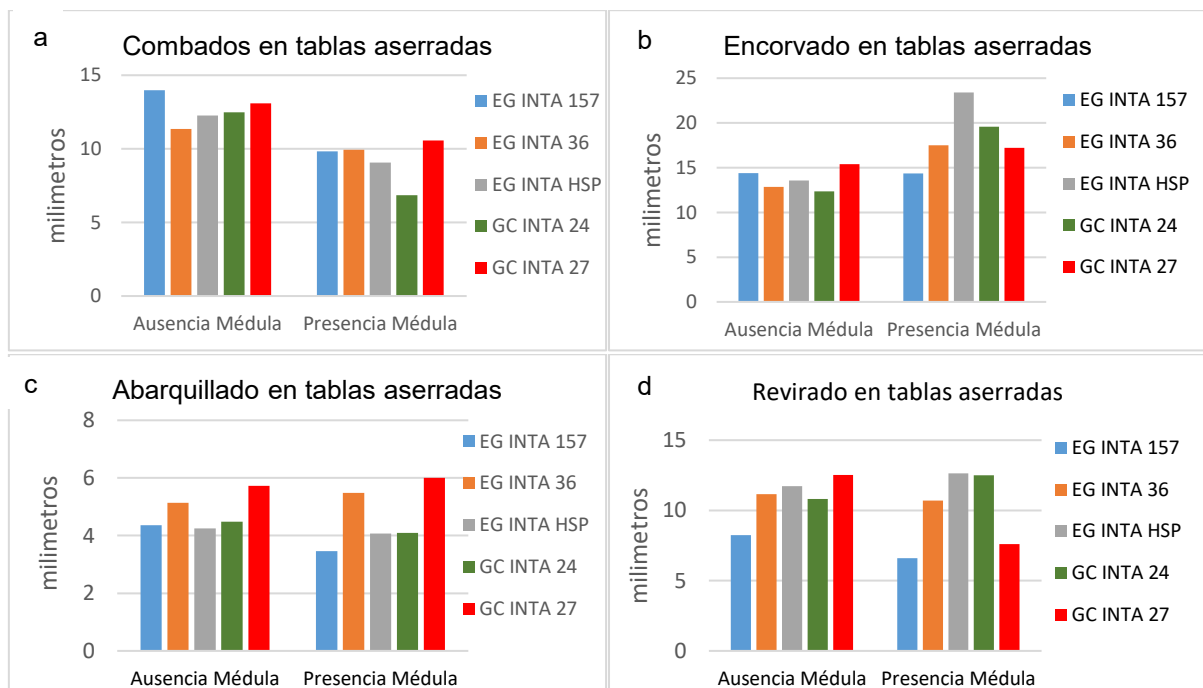 a
Combados en tablas aserradas
milimetros
15
10
5
0
Ausencia Médula
Presencia Médula
EG INTA 157
EG INTA 36
EG INTA HSP
GC INTA 24
GC INTA 27
b
Encorvado en tablas aserradas
milimetros
25
20
15
10
5
0
Ausencia Médula
Presencia Médula
EG INTA 157
EG INTA 36
EG INTA HSP
GC INTA 24
GC INTA 27
c
Abarquillado en tablas aserradas
milimetros
8
6
4
2
0
Ausencia Médula
Presencia Médula
EG INTA 157
EG INTA 36
EG INTA HSP
GC INTA 24
GC INTA 27
d
Revirado en tablas aserradas
milimetros
15
10
5
0
Ausencia Médula
Presencia Médula
EG INTA 157
EG INTA 36
EG INTA HSP
GC INTA 24
GC INTA 27